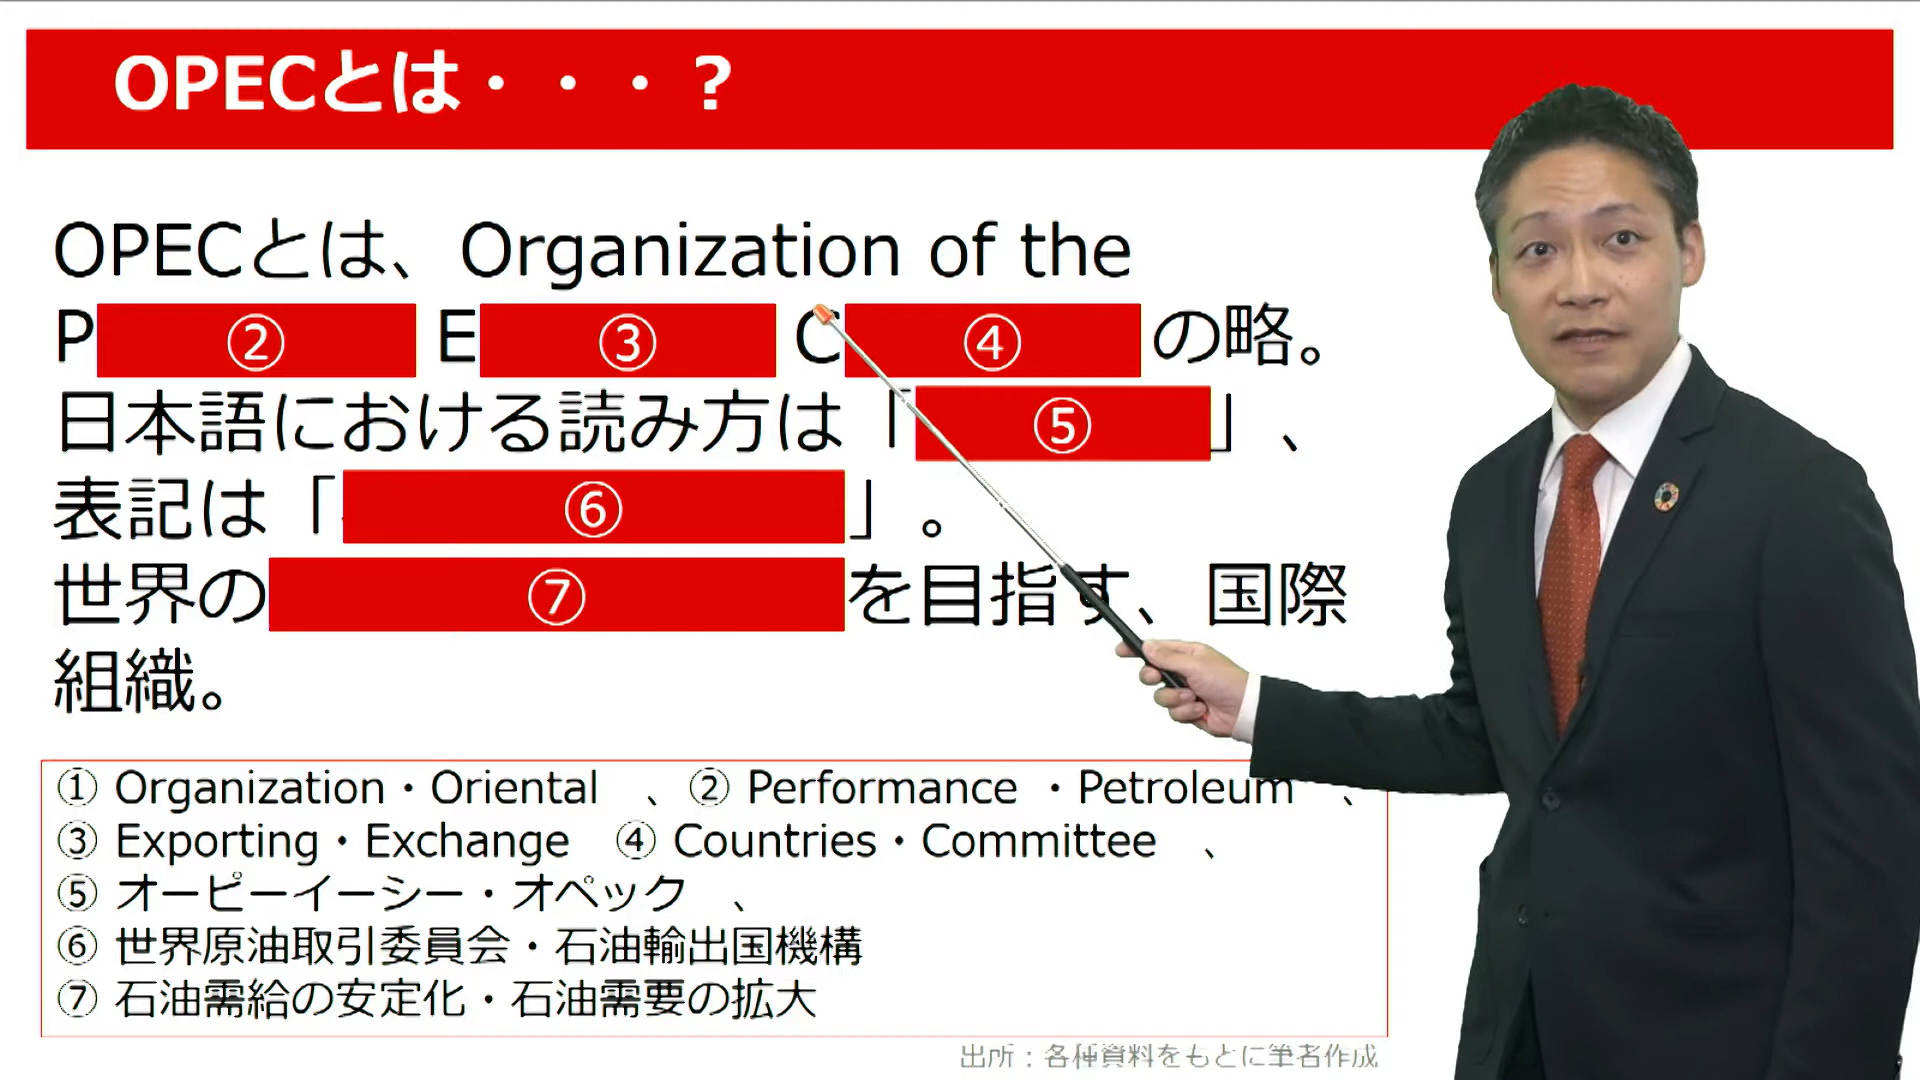 OPECとは・・・？
OPECとは、Organization of the
P② E③ C④の略。
日本語における読み方は「⑤」、
表記は「⑥」。
世界の⑦を目指す、国際
組織。
① Organization・Oriental 、② Performance ・Petroleum 、
③ Exporting・Exchange ④ Countries・Committee 、
⑤ オーピーイーシー・オペック 、
⑥ 世界原油取引委員会・石油輸出国機構
⑦ 石油需給の安定化・石油需要の拡大
出所：各種資料をもとに筆者作成